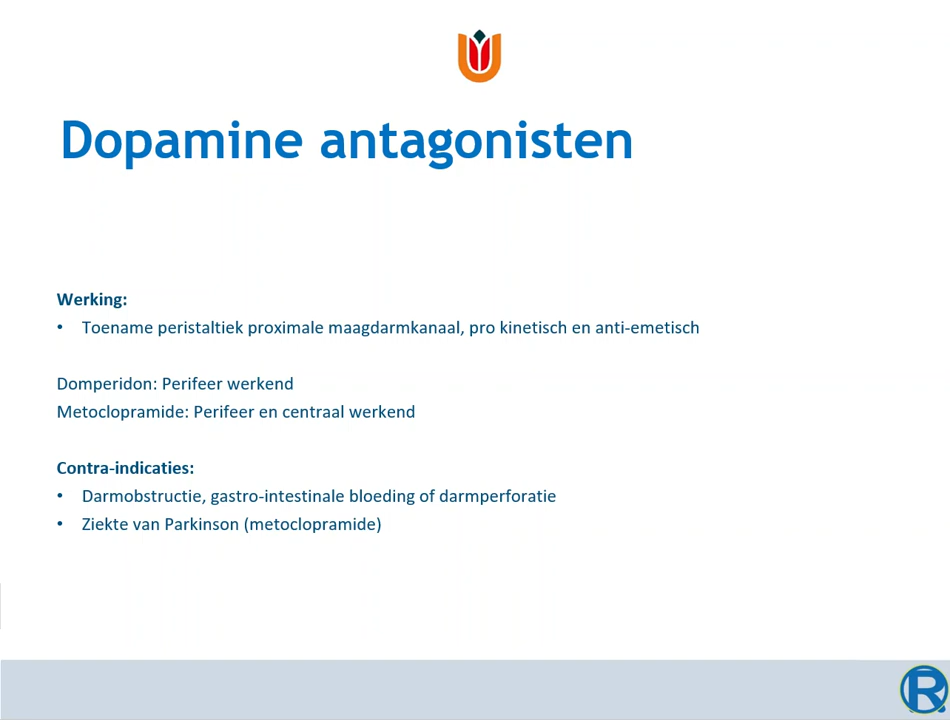 Dopamine antagonisten
Werking:
• Toename peristaltiek proximale maagdarmkanaal, pro kinetisch en anti-emetisch
Domperidon: Perifeer werkend
Metoclopramide: Perifeer en centraal werkend
Contra-indicaties:
• Darmobstructie, gastro-intestinale bloeding of darmperforatie
• Ziekte van Parkinson (metoclopramide)
R